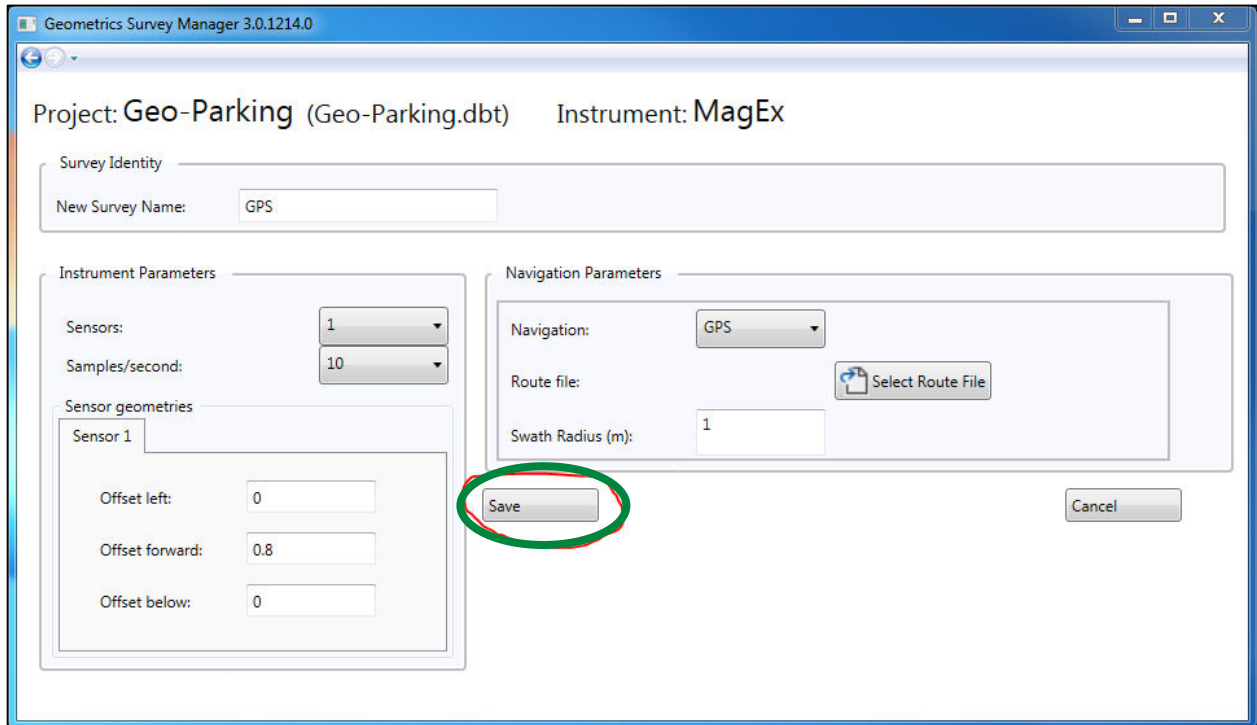 Geometrics Survey Manager 3.0.1214.0
Project: Geo-Parking (Geo-Parking.dbt) Instrument: MagEx
Survey Identity
New Survey Name: GPS
Instrument Parameters
Sensors: 1
Samples/second: 10
Sensor geometries
Sensor 1
Offset left: 0
Offset forward: 0.8
Offset below: 0
Navigation Parameters
Navigation: GPS
Route file: Select Route File
Swath Radius (m): 1
Save
Cancel